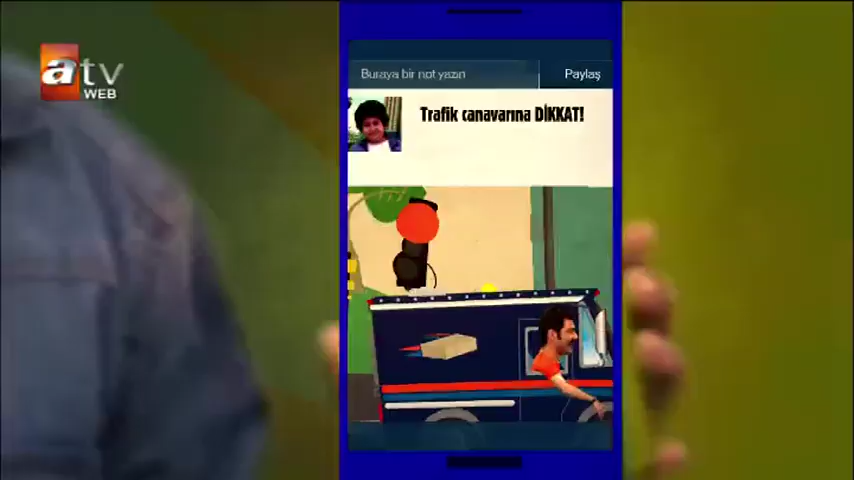 atv
WEB
Buraya bir not yazın
Paylaş
Trafik canavarına DİKKAT!